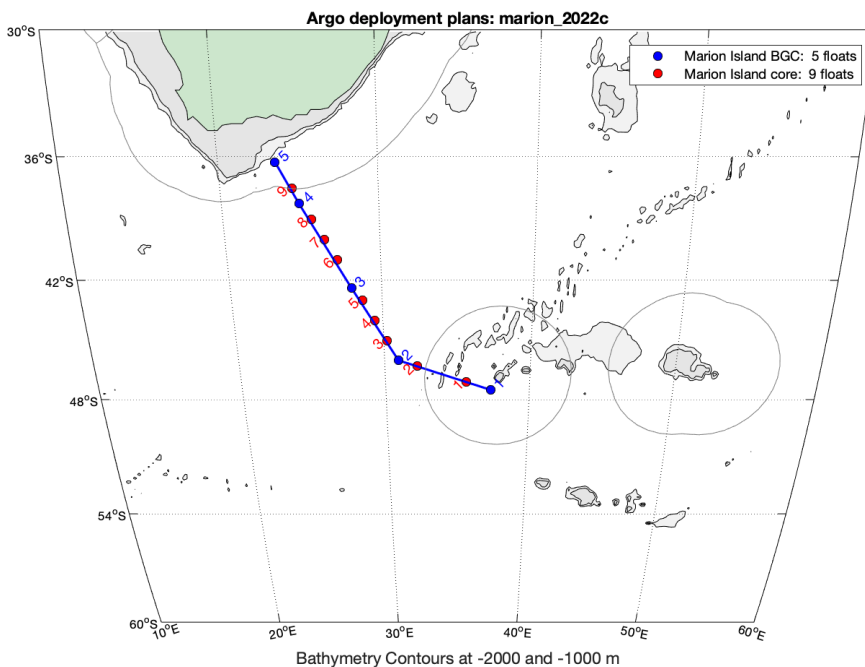 Argo deployment plans: marion_2022c
30°S
Marion Island BGC: 5 floats
Marion Island core: 9 floats
36°S
5
9
4
8
7
6
42°S
3
5
4
3
2
2
1
1
48°S
54°S
60°S
10°E
20°E
30°E
40°E
50°E
60°E
Bathymetry Contours at -2000 and -1000 m